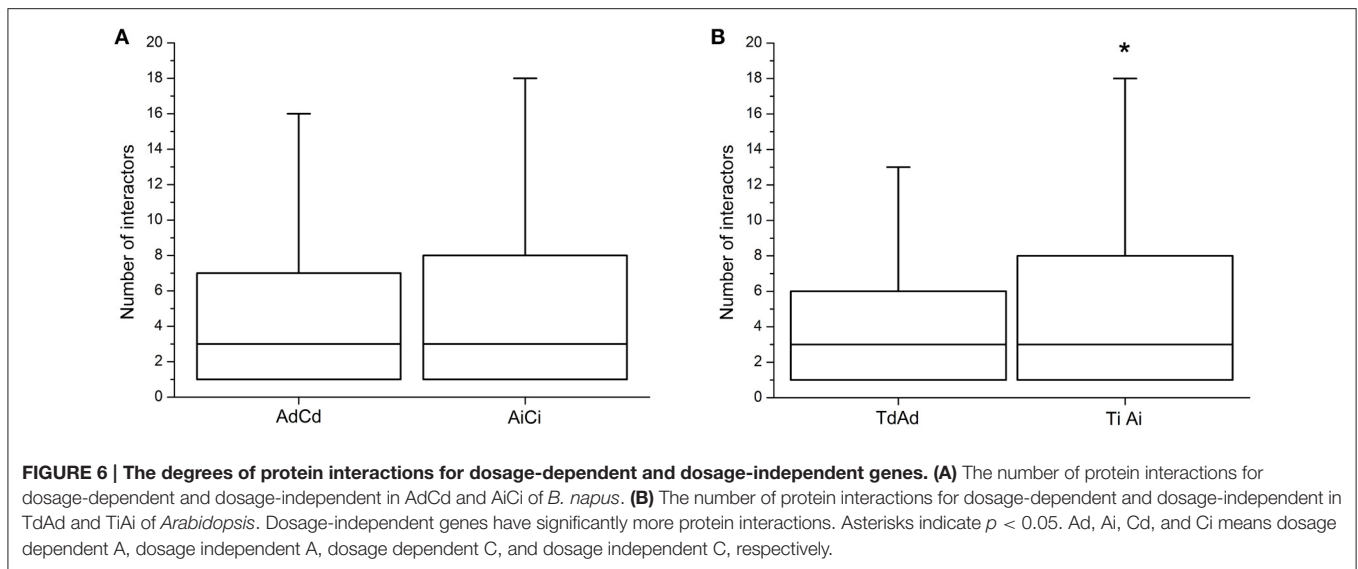 A
20
18
16
14
12
10
8
6
4
2
0
Number of interactors
AdCd
AiCi
B
20
18
16
14
12
10
8
6
4
2
0
Number of interactors
*
TdAd
Ti Ai
FIGURE 6 | The degrees of protein interactions for dosage-dependent and dosage-independent genes. (A) The number of protein interactions for
dosage-dependent and dosage-independent in AdCd and AiCi of B. napus. (B) The number of protein interactions for dosage-dependent and dosage-independent in
TdAd and TiAi of Arabidopsis. Dosage-independent genes have significantly more protein interactions. Asterisks indicate p < 0.05. Ad, Ai, Cd, and Ci means dosage
dependent A, dosage independent A, dosage dependent C, and dosage independent C, respectively.